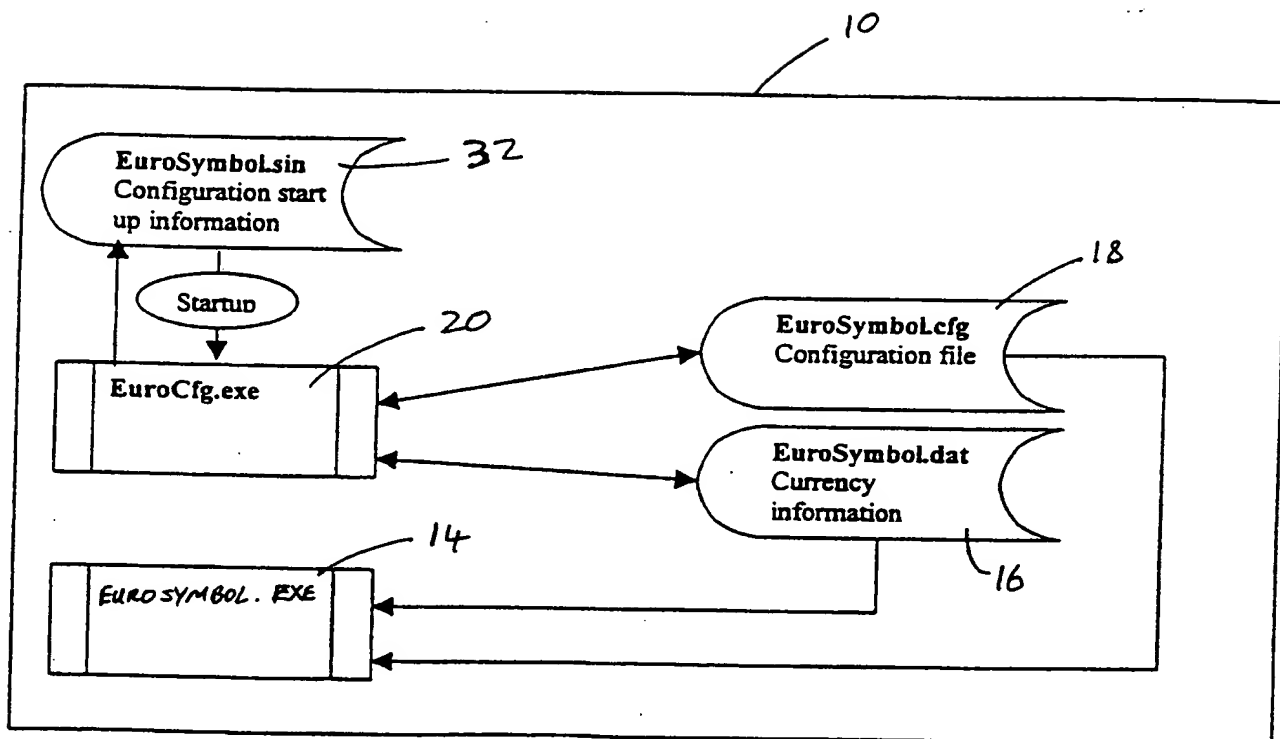 10
EuroSymbol.sin
Configuration start
up information
32
Startup
18
EuroSymbol.cfg
Configuration file
20
EuroCfg.exe
EuroSymbol.dat
Currency
information
16
14
EUROSYMBOL.EXE